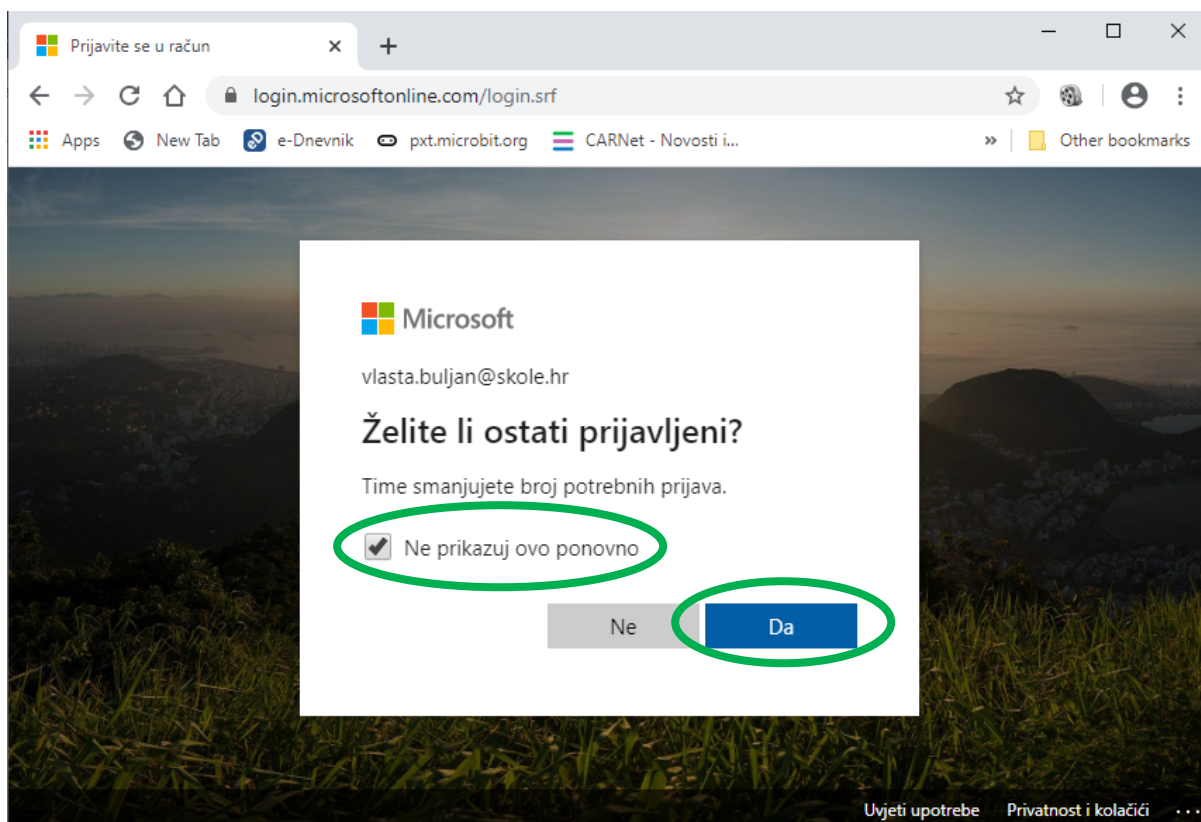 Prijavite se u račun
login.microsoftonline.com/login.srf
Apps New Tab e-Dnevnik pxt.microbit.org CARNet - Novosti i... » Other bookmarks
Microsoft
vlasta.buljan@skole.hr
Želite li ostati prijavljeni?
Time smanjujete broj potrebnih prijava.
Ne prikazuj ovo ponovno
Ne Da
Uvjeti upotrebe Privatnost i kolačići ...